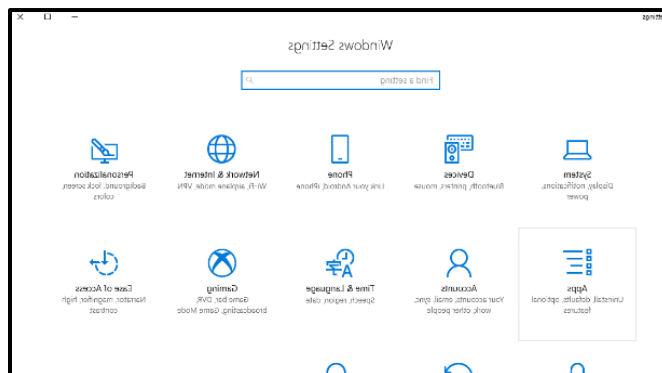 Settings
Windows Settings
Find a setting
System
Display, notifications,
power
Devices
Bluetooth, printers, mouse
Phone
Link your Android, iPhone
Network & Internet
Wi-Fi, airplane mode, VPN
Personalization
Background, lock screen,
colors
Apps
Uninstall, defaults, optional
features
Accounts
Your accounts, email, sync,
work, other people
Time & Language
Speech, region, date
Gaming
Game bar, DVR,
broadcasting, Game Mode
Ease of Access
Narrator, magnifier, high
contrast